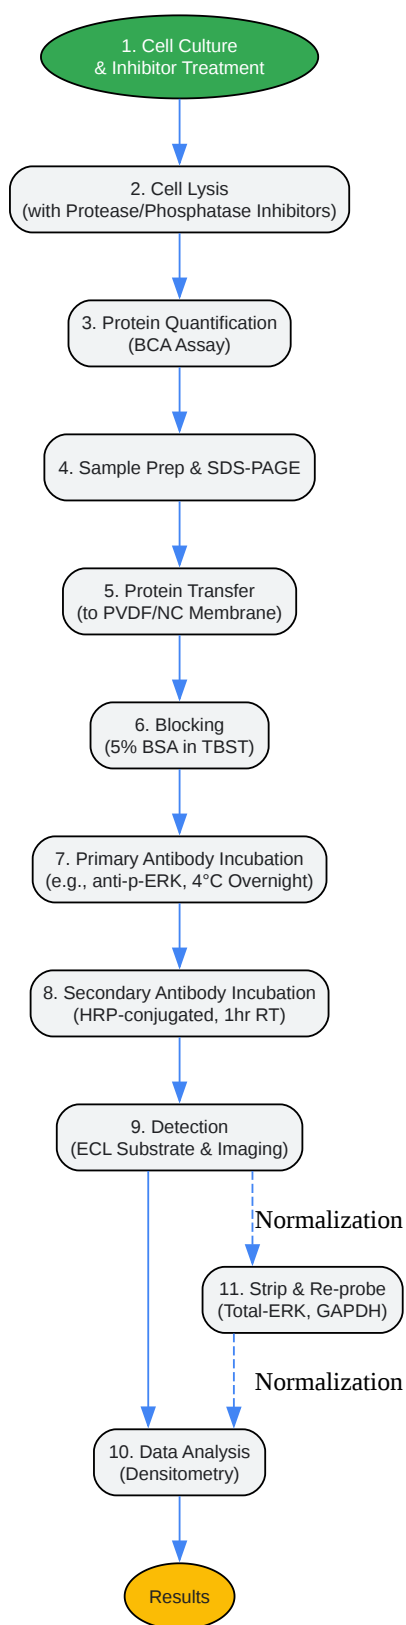 1. Cell Culture
& Inhibitor Treatment
2. Cell Lysis
(with Protease/Phosphatase Inhibitors)
3. Protein Quantification
(BCA Assay)
4. Sample Prep & SDS-PAGE
5. Protein Transfer
(to PVDF/NC Membrane)
6. Blocking
(5% BSA in TBST)
7. Primary Antibody Incubation
(e.g., anti-p-ERK, 4°C Overnight)
8. Secondary Antibody Incubation
(HRP-conjugated, 1hr RT)
9. Detection
(ECL Substrate & Imaging)
Normalization
11. Strip & Re-probe
(Total-ERK, GAPDH)
Normalization
10. Data Analysis
(Densitometry)
Results